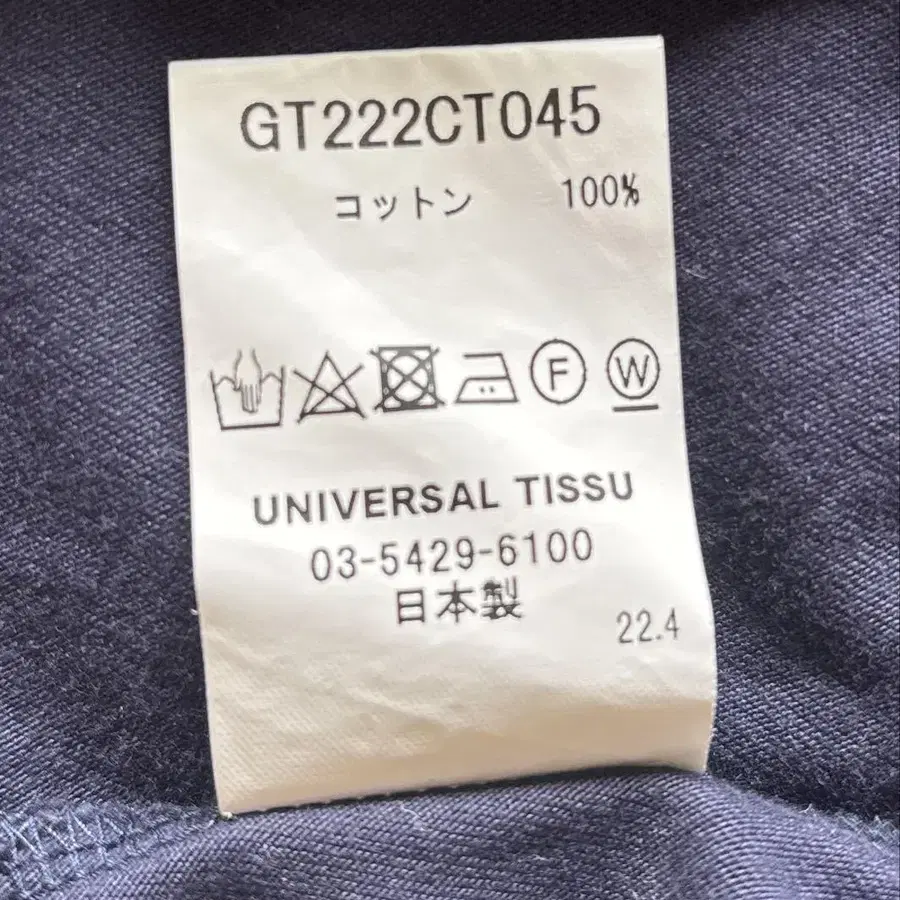 GT222CT045
コットン 100%
F W
UNIVERSAL TISSU
03-5429-6100
日本製
22.4